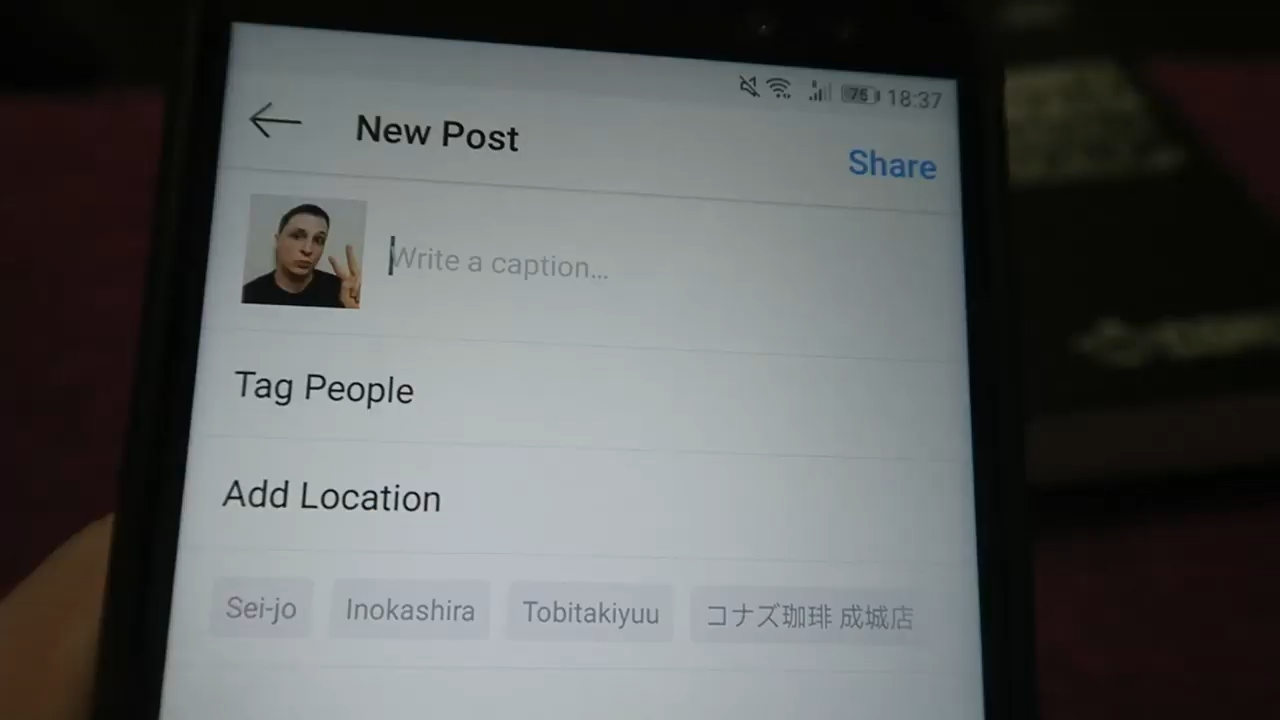 76 18:37
New Post
Share
Write a caption...
Tag People
Add Location
Sei-jo Inokashira Tobitakiyuu コナズ珈琲 成城店